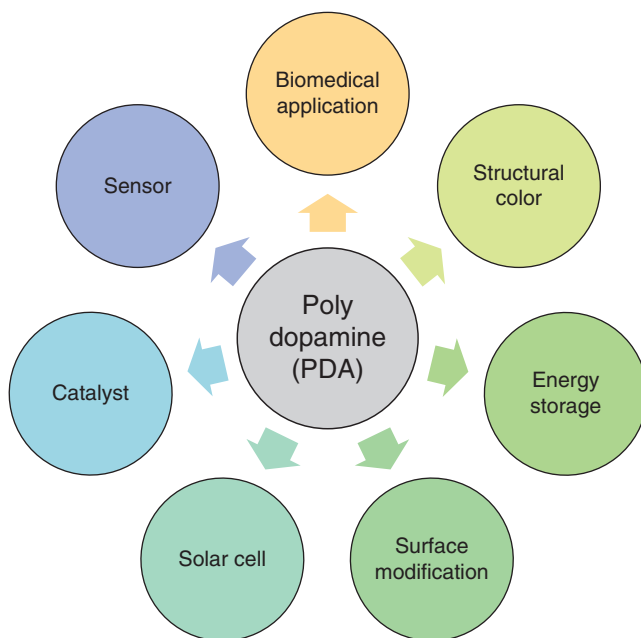 Biomedical
application
Structural
color
Energy
storage
Surface
modification
Solar cell
Catalyst
Sensor
Poly
dopamine
(PDA)